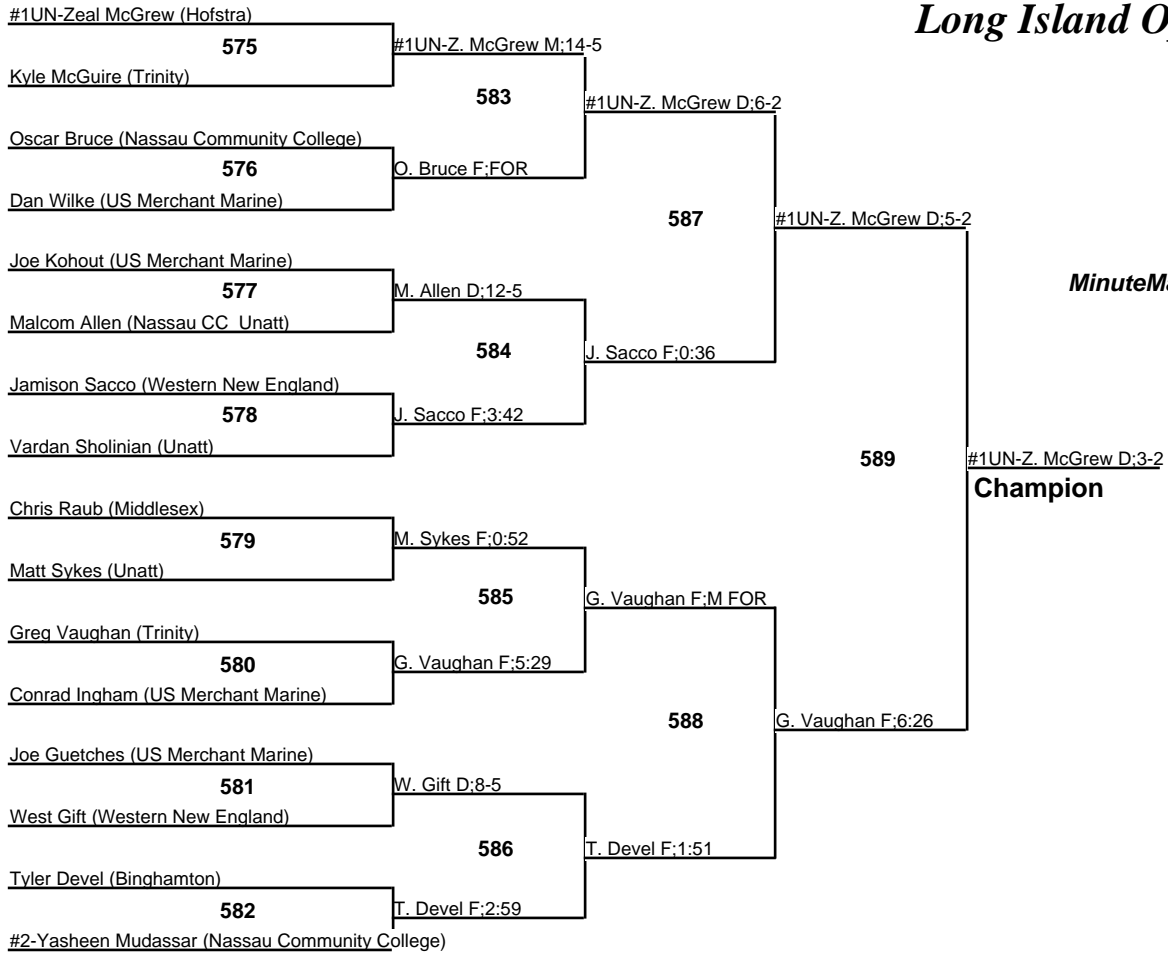 #1UN-Zeal McGrew (Hofstra)
Long Island O
575
#1UN-Z. McGrew M;14-5
Kyle McGuire (Trinity)
583
#1UN-Z. McGrew D;6-2
Oscar Bruce (Nassau Community College)
576
O. Bruce F;FOR
Dan Wilke (US Merchant Marine)
587
#1UN-Z. McGrew D;5-2
Joe Kohout (US Merchant Marine)
577
M. Allen D;12-5
MinuteMa
Malcom Allen (Nassau CC Unatt)
584
J. Sacco F;0:36
Jamison Sacco (Western New England)
578
J. Sacco F;3:42
Vardan Sholinian (Unatt)
589
#1UN-Z. McGrew D;3-2
Champion
Chris Raub (Middlesex)
579
M. Sykes F;0:52
Matt Sykes (Unatt)
585
G. Vaughan F;M FOR
Greg Vaughan (Trinity)
580
G. Vaughan F;5:29
Conrad Ingham (US Merchant Marine)
588
G. Vaughan F;6:26
Joe Guetches (US Merchant Marine)
581
W. Gift D;8-5
West Gift (Western New England)
586
T. Devel F;1:51
Tyler Devel (Binghamton)
582
T. Devel F;2:59
#2-Yasheen Mudassar (Nassau Community College)